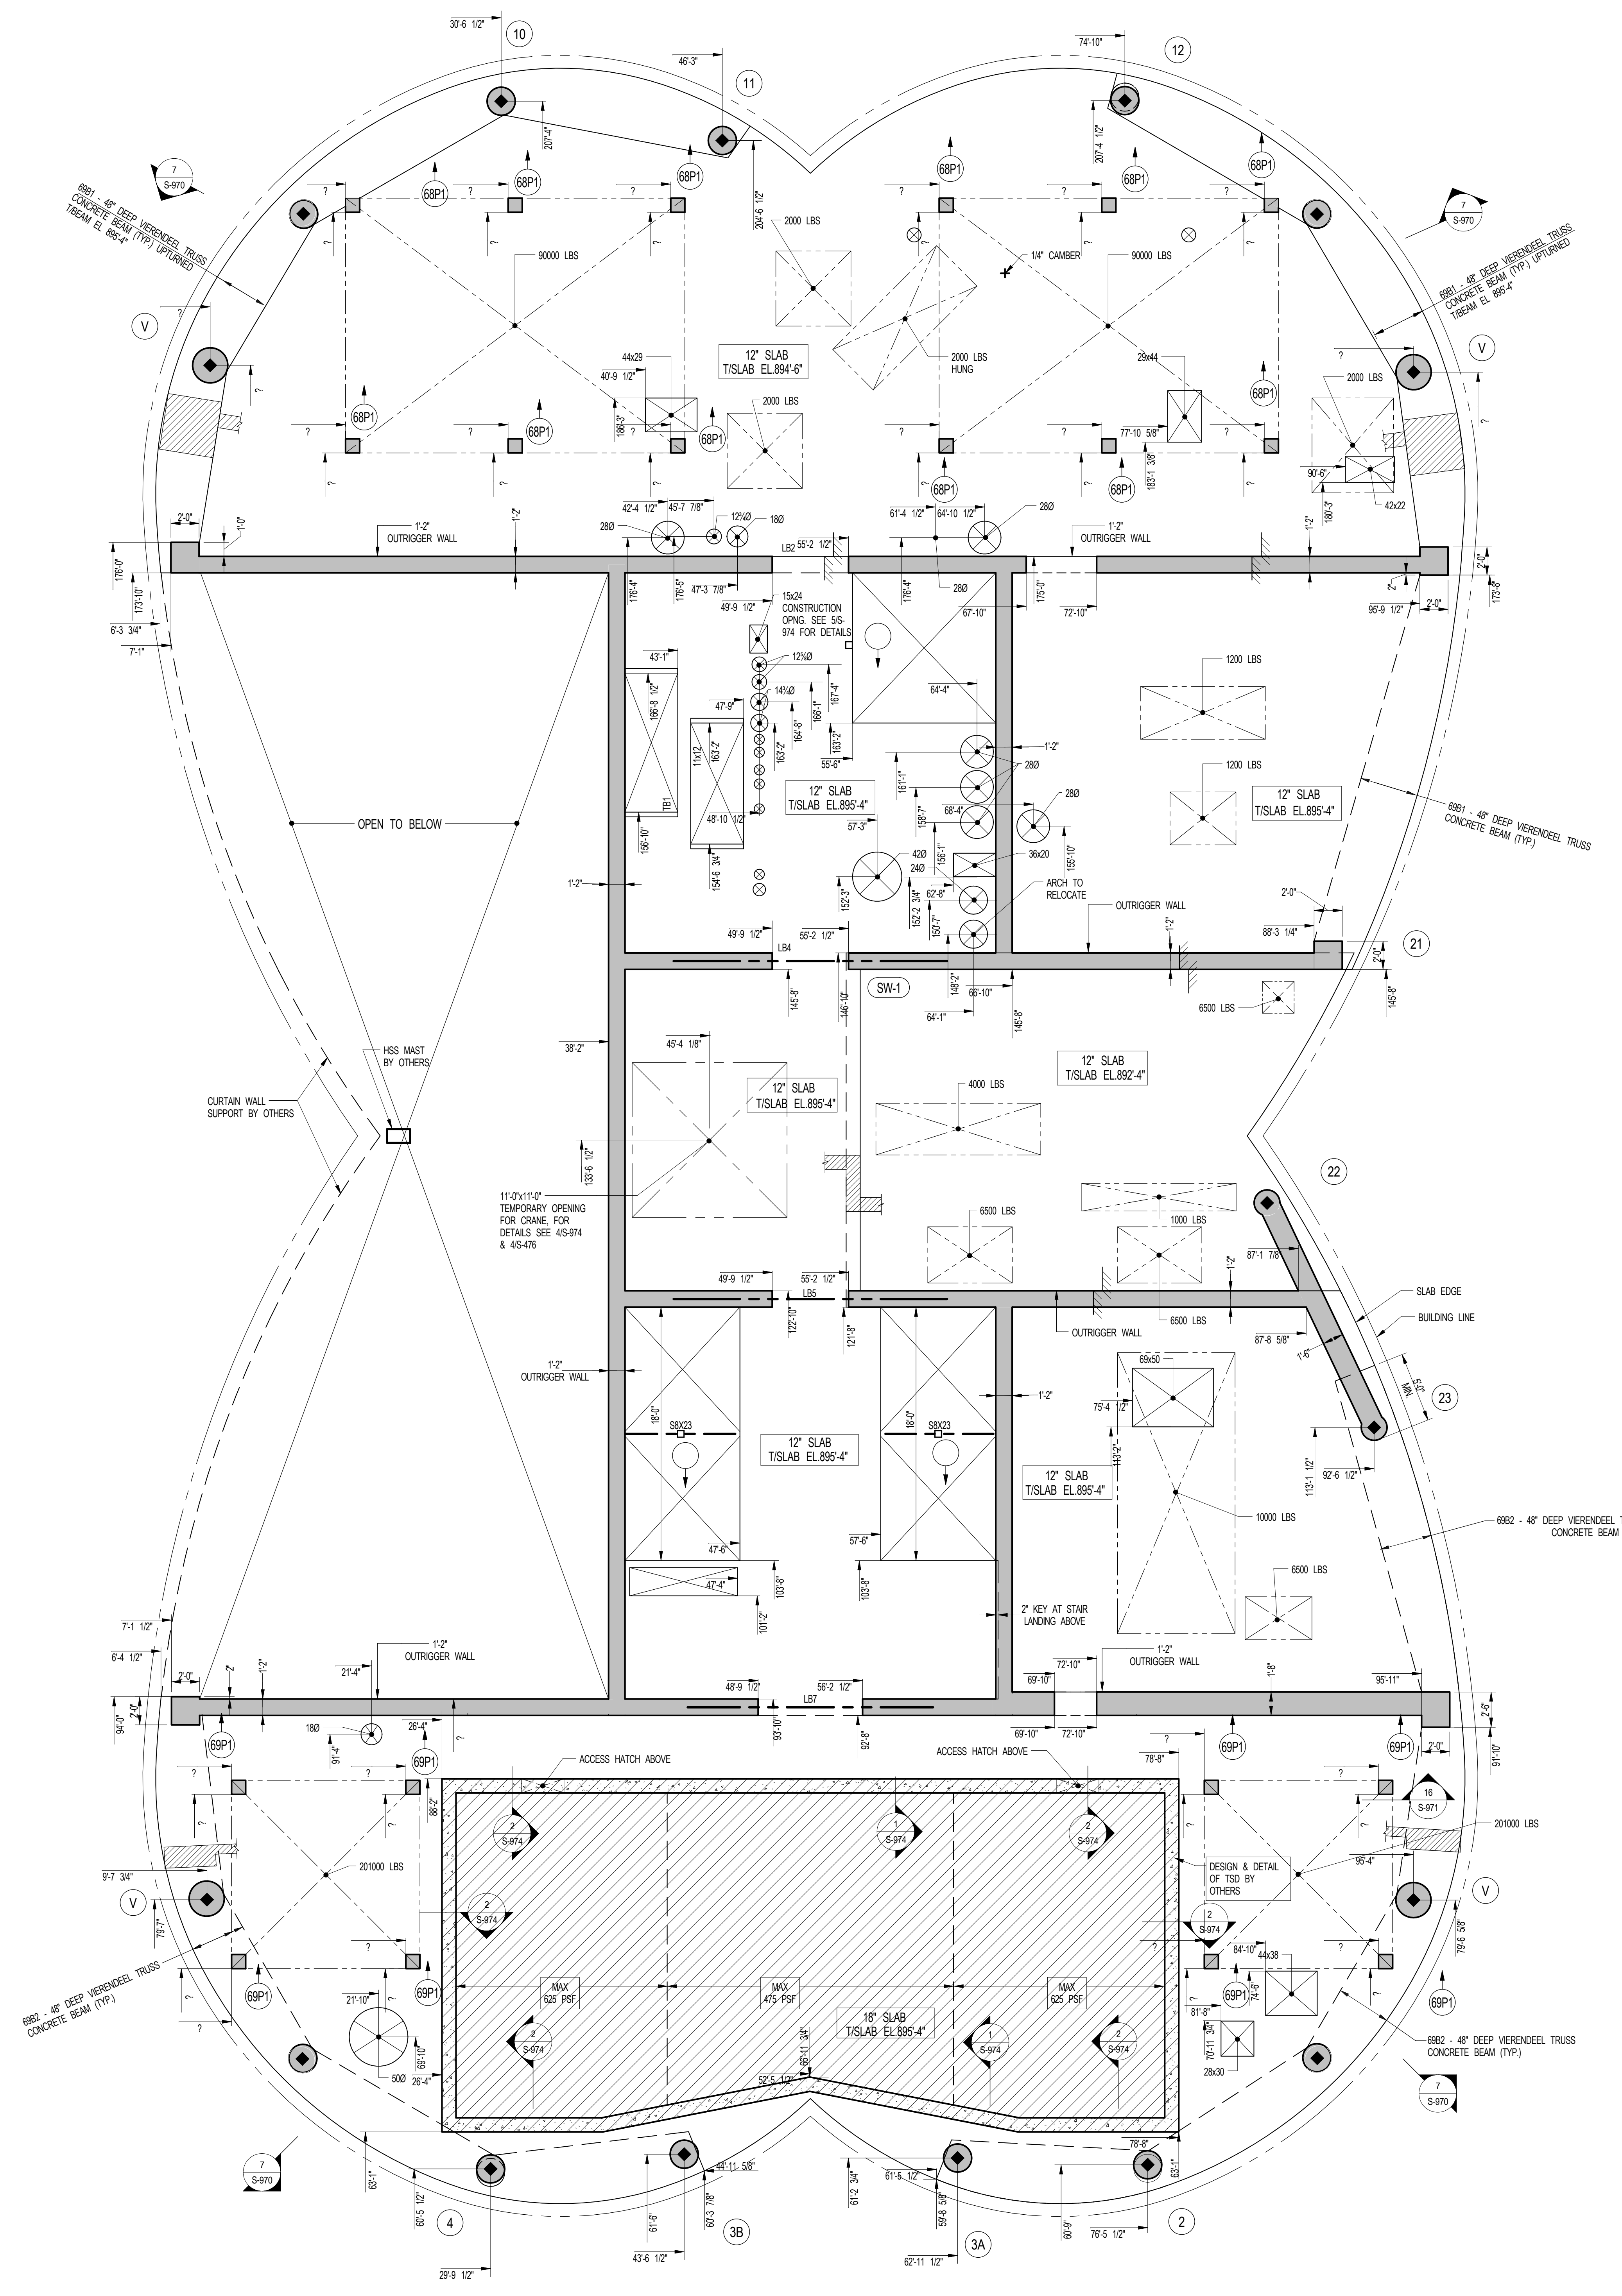 30'-6 1/2"
10
46'-3"
11
74'-10"
12
207'-4"
204'-6 1/2"
207'-4 1/2"
7
S-970
7
S-970
68P1
68P1
68P1
68P1
68P1
68P1
69B1 - 48" DEEP VIERENDEEL TRUSS
CONCRETE BEAM (TYP.) UPTURNED
T/BEAM EL 895'-4"
69B1 - 48" DEEP VIERENDEEL TRUSS
CONCRETE BEAM (TYP.) UPTURNED
T/BEAM EL 895'-4"
? ? ? ? ? ?
? ? ? ? ? ?
2000 LBS
90000 LBS
1/4" CAMBER
90000 LBS
V
?
?
V
?
?
12" SLAB
T/SLAB EL.894'-6"
44x29
40'-9 1/2"
186'-3"
2000 LBS
HUNG
29x44
2000 LBS
2000 LBS
68P1
68P1
68P1
68P1
68P1
68P1
? ? ? ? ? ?
? ? ? ? ? ?
77'-10 5/8"
183'-1 3/8"
90'-6"
180'-3"
42x22
42'-4 1/2"
45'-7 7/8"
28Ø
12¾Ø
18Ø
61'-4 1/2"
64'-10 1/2"
28Ø
2'-0"
1'-0"
1'-2"
OUTRIGGER WALL
1'-2"
LB2
55'-2 1/2"
1'-2"
OUTRIGGER WALL
1'-2"
176'-0"
173'-10"
6'-3 3/4"
7'-1"
176'-4"
176'-5"
47'-3 7/8"
49'-9 1/2"
176'-4"
28Ø
67'-10"
175'-0"
72'-10"
2"
2'-0"
95'-9 1/2"
2'-0"
173'-8"
15x24
CONSTRUCTION
OPNG. SEE 5/S-
974 FOR DETAILS
43'-1"
166'-8 1/2"
12¾Ø
14¾Ø
167'-4"
166'-1"
164'-8"
163'-2"
163'-2"
64'-4"
1200 LBS
47'-9"
11x12
163'-2"
55'-6"
1'-2"
28Ø
161'-1"
158'-7"
68'-4"
28Ø
1200 LBS
12" SLAB
T/SLAB EL.895'-4"
12" SLAB
T/SLAB EL.895'-4"
TB1
48'-10 1/2"
156'-10"
154'-6 3/4"
57'-3"
156'-1"
155'-10"
OPEN TO BELOW
69B1 - 48" DEEP VIERENDEEL TRUSS
CONCRETE BEAM (TYP.)
42Ø
24Ø
36x20
1'-2"
152'-3"
152'-2 3/4"
62'-8"
150'-7"
ARCH TO
RELOCATE
OUTRIGGER WALL
1'-2"
2'-0"
88'-3 1/4"
2'-0"
21
49'-9 1/2"
55'-2 1/2"
LB4
145'-8"
146'-10"
SW-1
148'-2"
66'-10"
64'-1"
145'-8"
6500 LBS
145'-8"
38'-2"
45'-4 1/8"
HSS MAST
BY OTHERS
12" SLAB
T/SLAB EL.892'-4"
12" SLAB
T/SLAB EL.895'-4"
4000 LBS
CURTAIN WALL
SUPPORT BY OTHERS
133'-6 1/2"
11'-0"x11'-0"
TEMPORARY OPENING
FOR CRANE, FOR
DETAILS SEE 4/S-974
& 4/S-476
22
6500 LBS
1000 LBS
87'-1 7/8"
49'-9 1/2"
55'-2 1/2"
LB5
122'-10"
121'-8"
1'-2"
6500 LBS
OUTRIGGER WALL
87'-8 5/8"
1'-6"
SLAB EDGE
BUILDING LINE
1'-2"
OUTRIGGER WALL
69x50
1'-2"
75'-4 1/2"
113'-2"
5'-0"
MIN.
23
18'-0"
S8X23
18'-0"
S8X23
12" SLAB
T/SLAB EL.895'-4"
12" SLAB
T/SLAB EL.895'-4"
113'-1 1/2"
92'-6 1/2"
10000 LBS
69B2 - 48" DEEP VIERENDEEL
CONCRETE BEAM
47'-6"
57'-6"
47'-4"
103'-8"
103'-8"
101'-2"
6500 LBS
2" KEY AT STAIR
LANDING ABOVE
7'-1 1/2"
6'-4 1/2"
2'-0"
2"
1'-2"
1'-2"
OUTRIGGER WALL
21'-4"
48'-9 1/2"
56'-2 1/2"
LB7
69'-10"
72'-10"
1'-2"
OUTRIGGER WALL
1'-8"
95'-11"
94'-0"
2'-0"
69P1
18Ø
91'-4"
26'-4"
69P1
?
93'-10"
92'-8"
69'-10"
72'-10"
69P1
69P1
2'-6"
2'-0"
91'-10"
ACCESS HATCH ABOVE
ACCESS HATCH ABOVE
78'-8"
88'-2"
? ? ? ?
? ? ? ?
16
S-971
2
S-974
1
S-974
2
S-974
201000 LBS
201000 LBS
9'-7 3/4"
V
79'-7"
DESIGN & DETAIL
OF TSD BY
OTHERS
95'-4"
V
79'-6 5/8"
2
S-974
2
S-974
? ? ? ?
? ? ? ?
84'-10"
44x38
69P1
69P1
69P1
69P1
69B2 - 48" DEEP VIERENDEEL TRUSS
CONCRETE BEAM (TYP.)
21'-10"
MAX
625 PSF
MAX
475 PSF
MAX
625 PSF
18" SLAB
T/SLAB EL.895'-4"
74'-6"
81'-8"
70'-11 3/4"
28x30
69B2 - 48" DEEP VIERENDEEL TRUSS
CONCRETE BEAM (TYP.)
69'-10"
50Ø
26'-4"
2
S-974
1
S-974
2
S-974
66'-11 3/4"
52'-5 1/2"
7
S-970
7
S-970
63'-1"
60'-5 1/2"
4
29'-9 1/2"
61'-6"
43'-6 1/2"
44'-11 5/8"
60'-3 7/8"
3B
61'-2 3/4"
61'-5 1/2"
59'-8 5/8"
62'-11 1/2"
3A
78'-8"
63'-1"
60'-9"
76'-5 1/2"
2